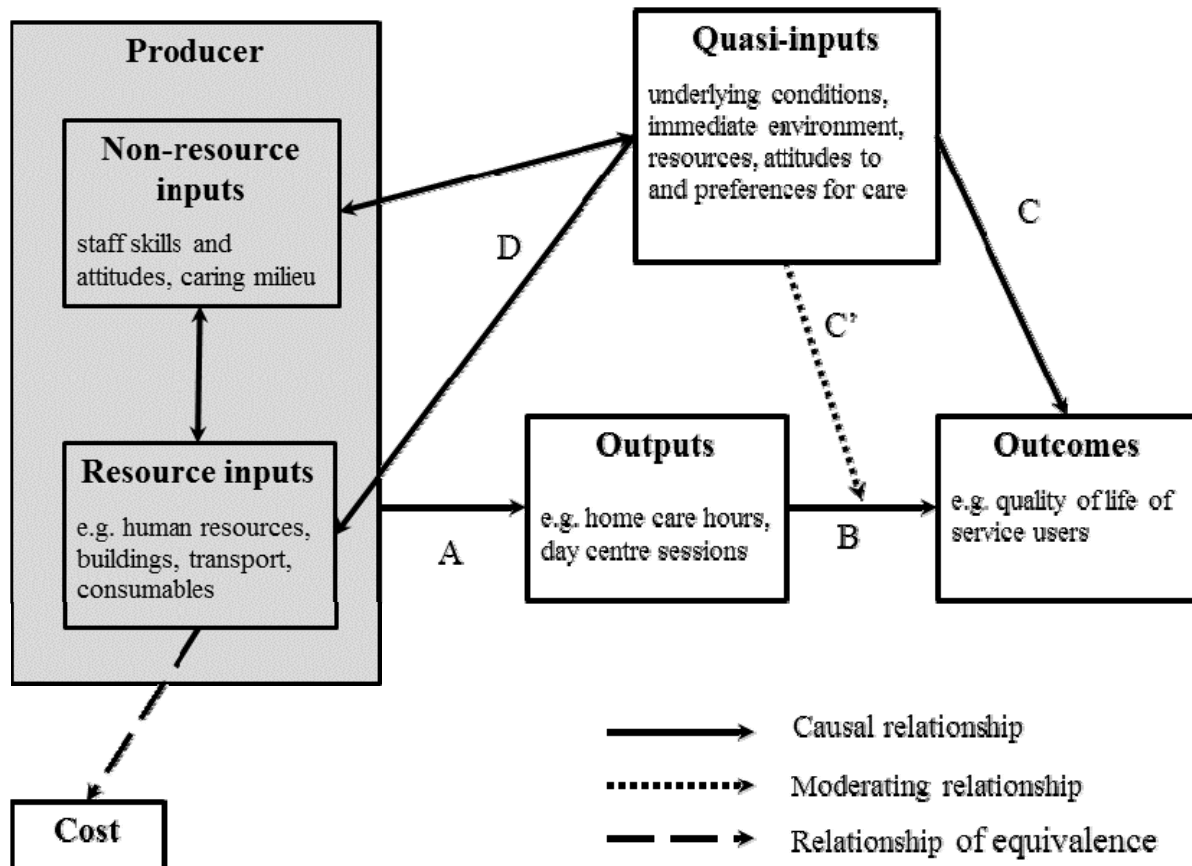 Producer
Non-resource
inputs
staff skills and
attitudes, caring milieu
Resource inputs
e.g. human resources,
buildings, transport,
consumables
Cost
Quasi-inputs
underlying conditions,
immediate environment,
resources, attitudes to
and preferences for care
D
C
C’
A
Outputs
e.g. home care hours,
day centre sessions
B
Outcomes
e.g. quality of life of
service users
Causal relationship
Moderating relationship
Relationship of equivalence